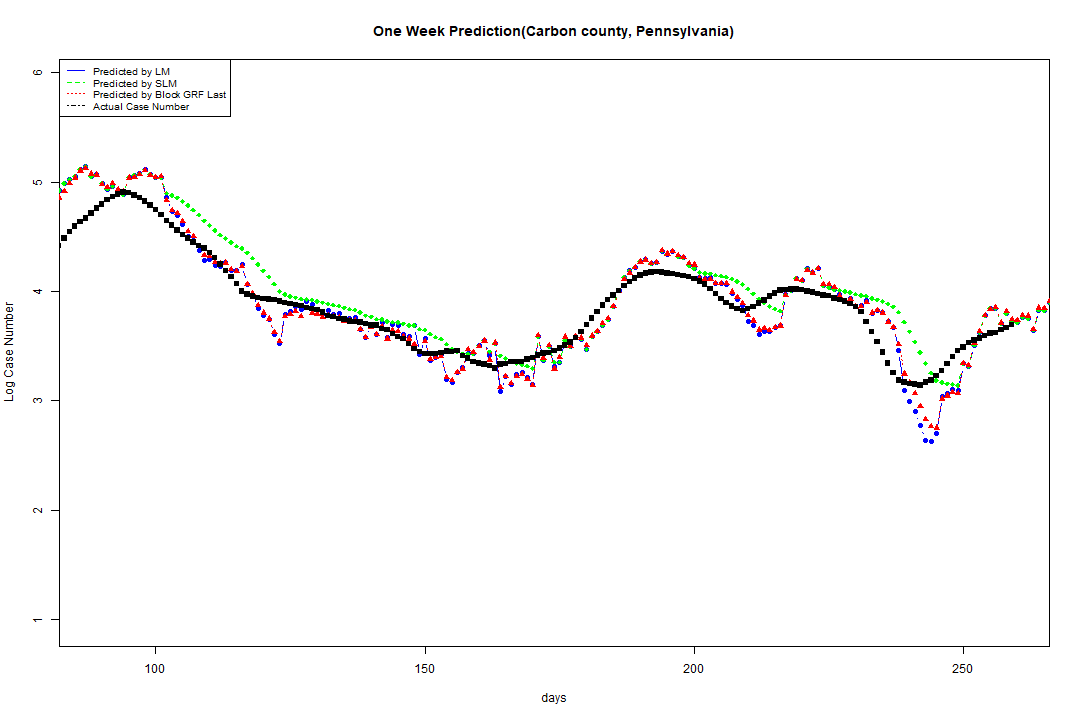 One Week Prediction(Carbon county, Pennsylvania)
Predicted by LM
Predicted by SLM
Predicted by Block GRF Last
Actual Case Number
6
5
4
3
2
1
Log Case Number
100 150 200 250
days